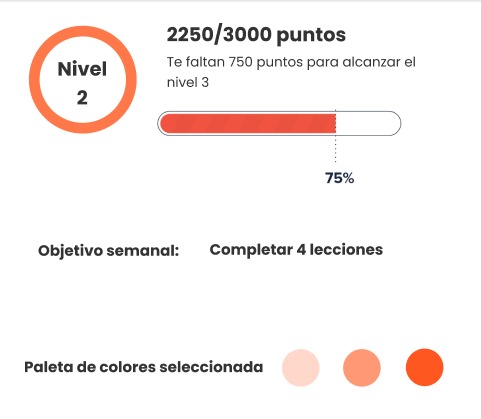 Nivel
2
2250/3000 puntos
Te faltan 750 puntos para alcanzar el
nivel 3
75%
Objetivo semanal: Completar 4 lecciones
Paleta de colores seleccionada